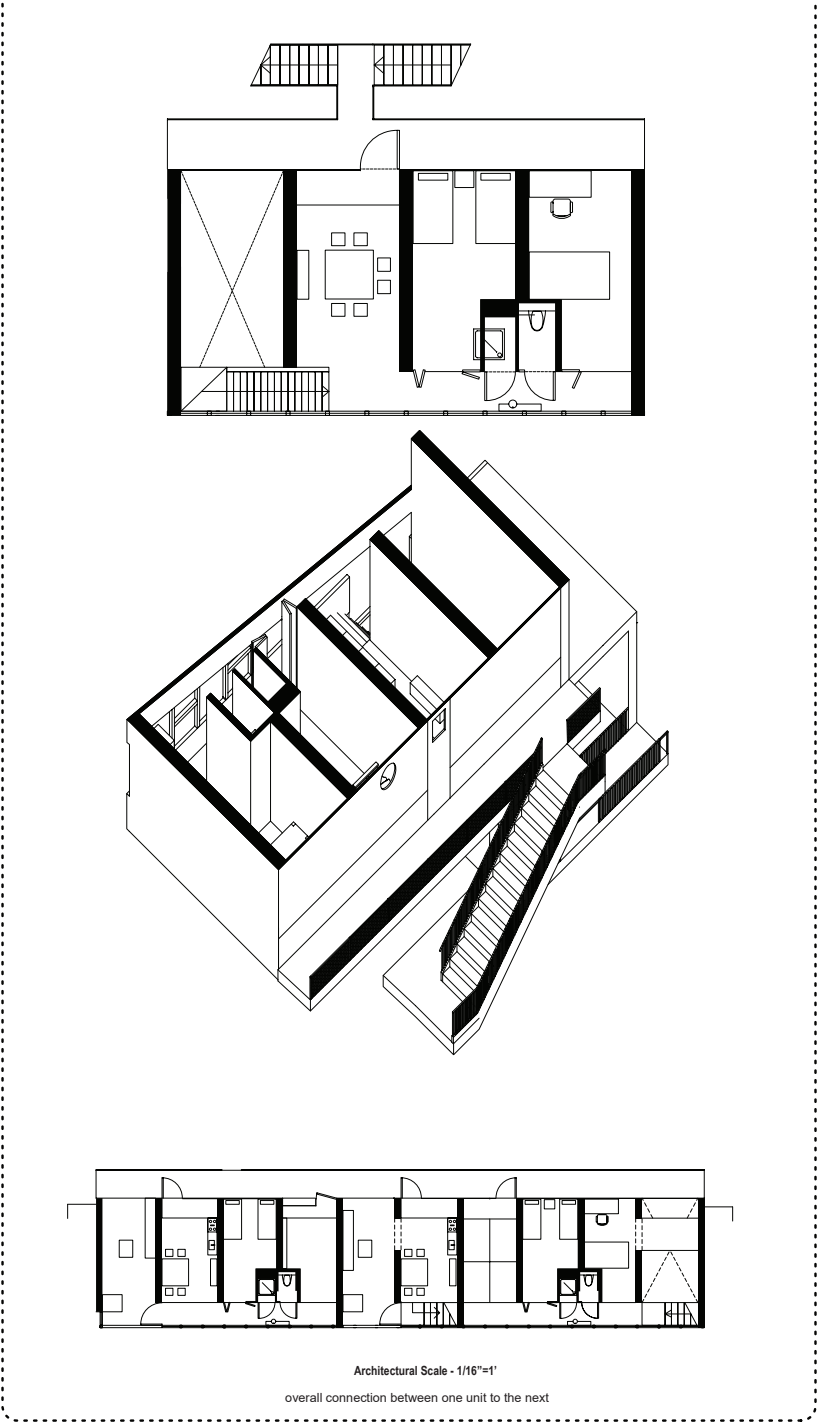 Architectural Scale - 1/16”=1’
overall connection between one unit to the next